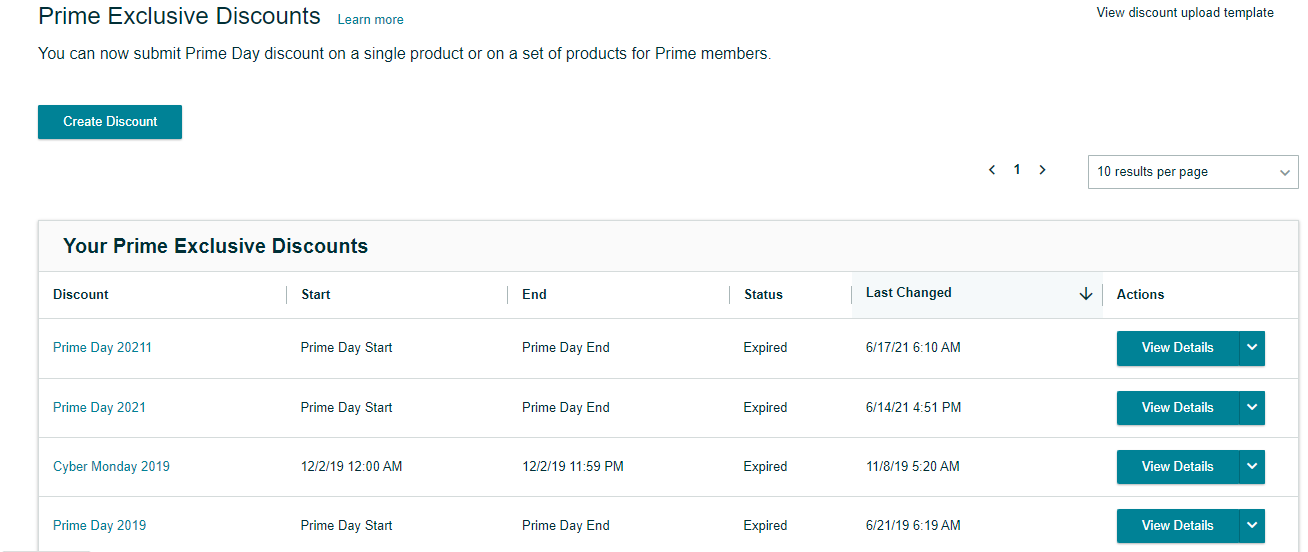 Prime Exclusive Discounts Learn more View discount upload template
You can now submit Prime Day discount on a single product or on a set of products for Prime members.
Create Discount
1 10 results per page
Your Prime Exclusive Discounts
Discount Start End Status Last Changed Actions
Prime Day 20211 Prime Day Start Prime Day End Expired 6/17/21 6:10 AM View Details
Prime Day 2021 Prime Day Start Prime Day End Expired 6/14/21 4:51 PM View Details
Cyber Monday 2019 12/2/19 12:00 AM 12/2/19 11:59 PM Expired 11/8/19 5:20 AM View Details
Prime Day 2019 Prime Day Start Prime Day End Expired 6/21/19 6:19 AM View Details